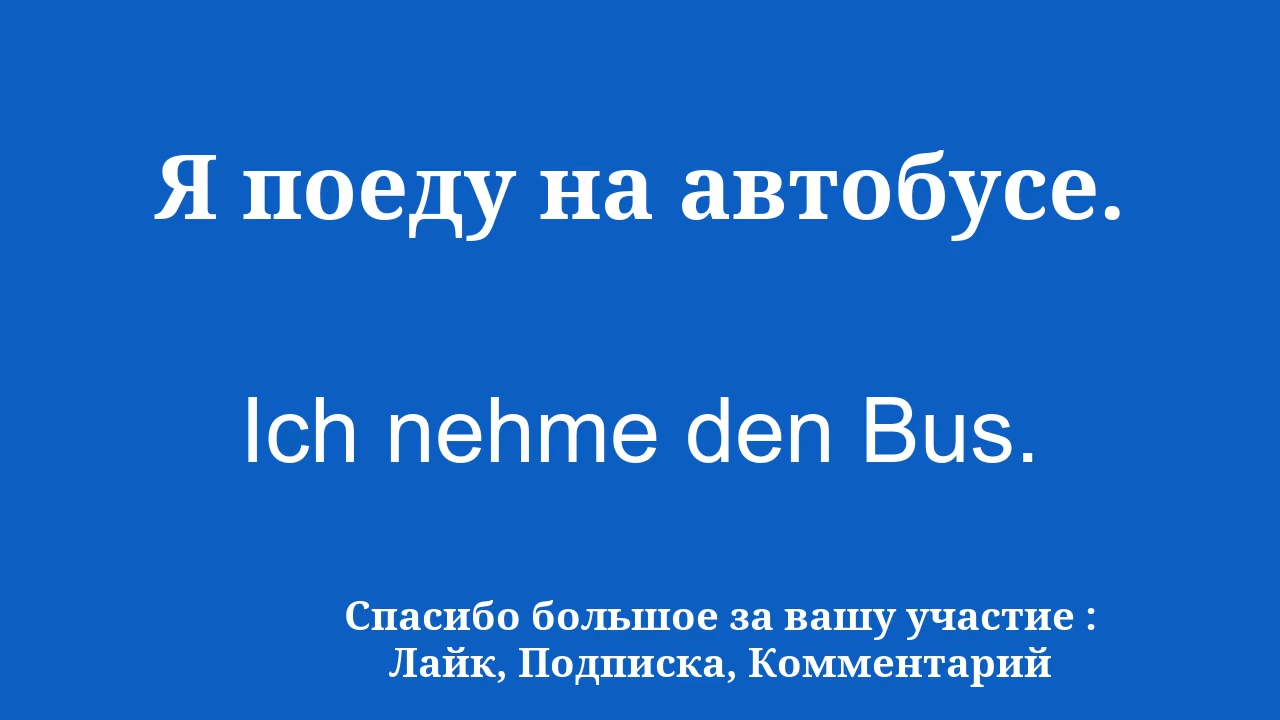 Я поеду на автобусе.
Ich nehme den Bus.
Спасибо большое за вашу участие :
Лайк, Подписка, Комментарий